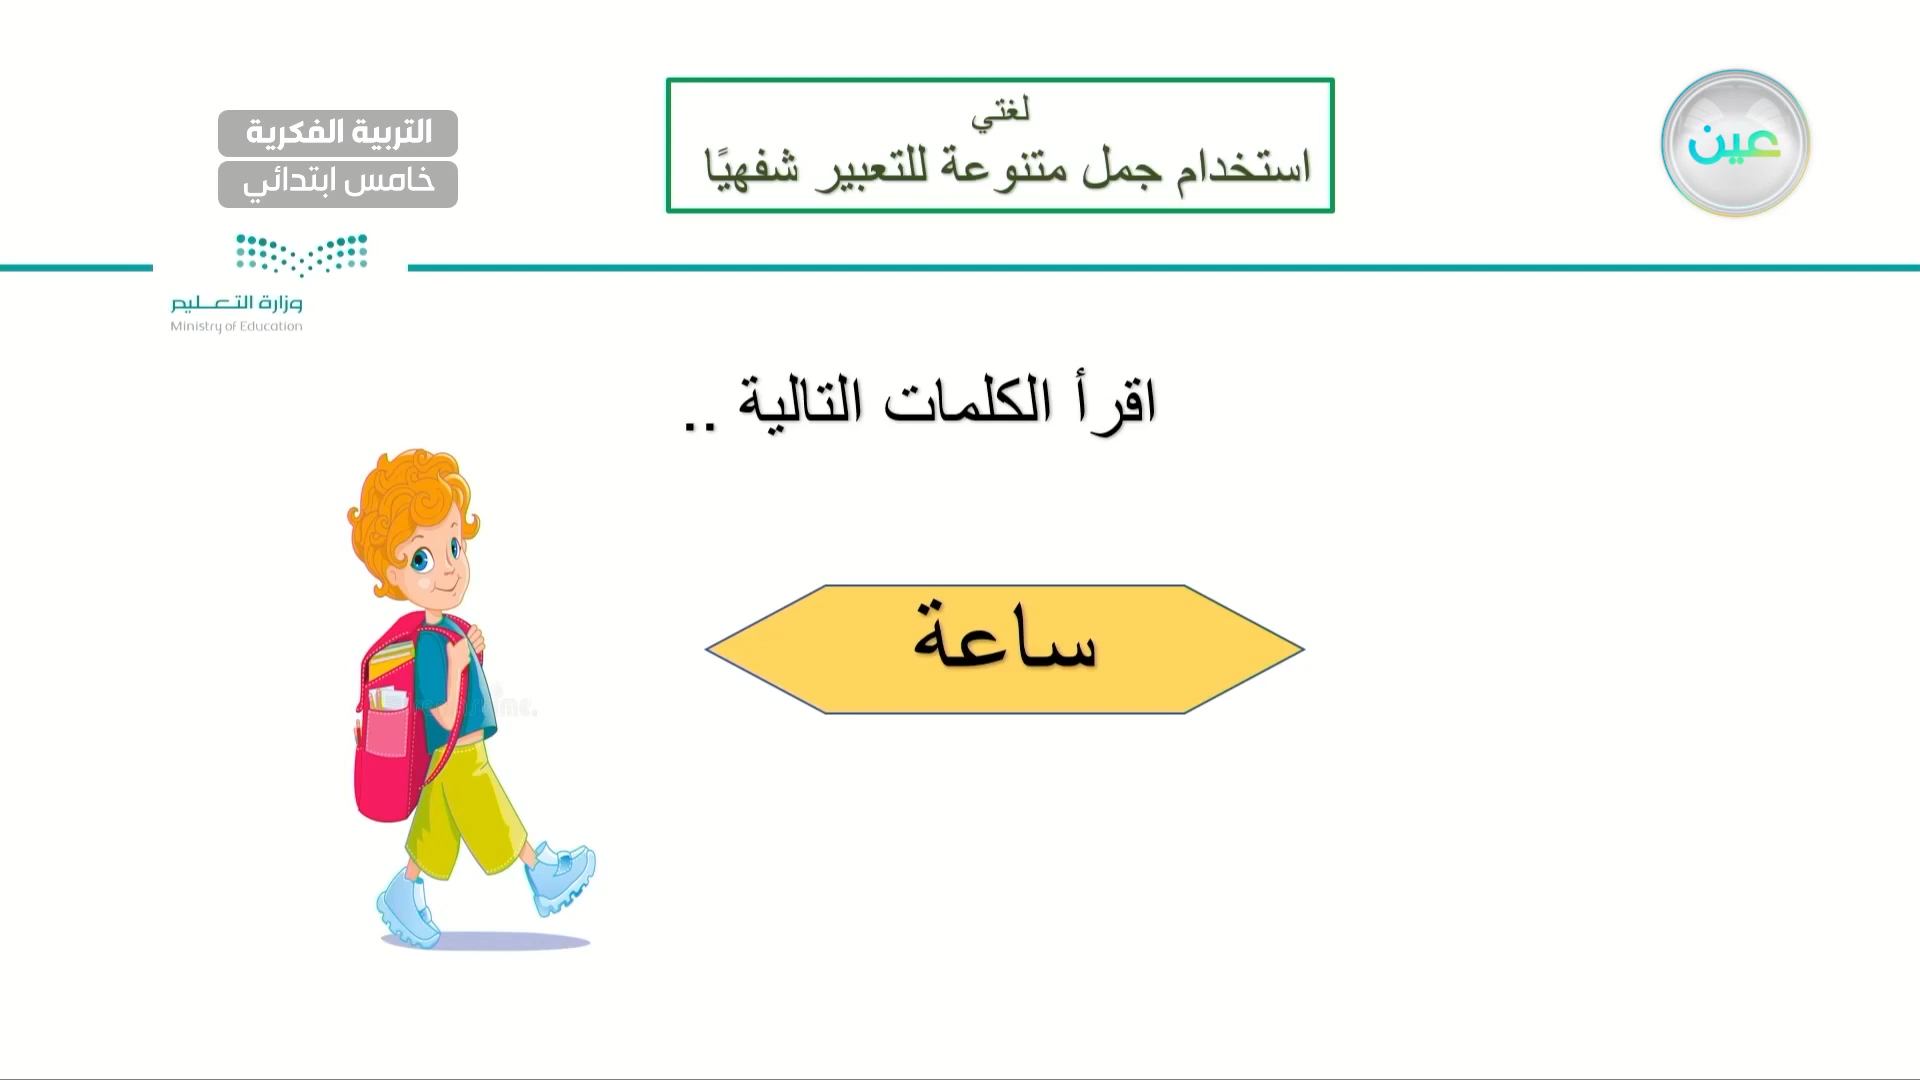 لغتي
استخدام جمل متنوعة للتعبير شفهيًا
عين
التربية الفكرية
خامس ابتدائي
وزارة التعليم
Ministry of Education
اقرأ الكلمات التالية ..
ساعة